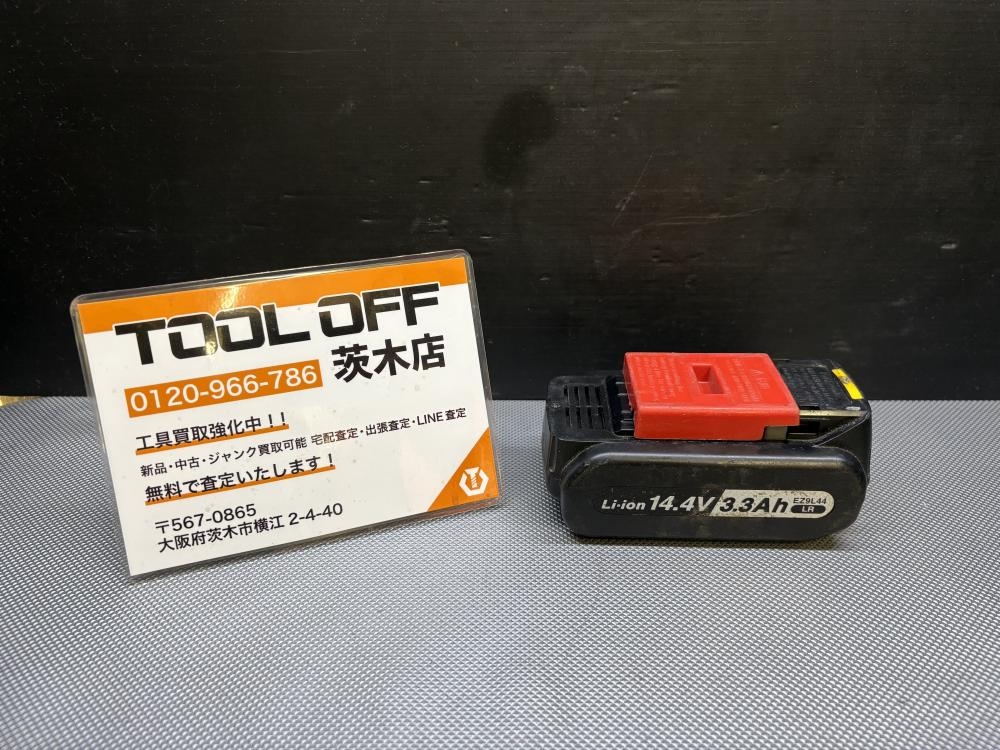 TOOL OFF
0120-966-786 茨木店
工具買取強化中！！
新品・中古・ジャンク買取可能 宅配査定・出張査定・LINE査定
無料で査定いたします！
〒567-0865
大阪府茨木市横江 2-4-40
Li-ion 14.4V 3.3Ah EZ9L44
LR